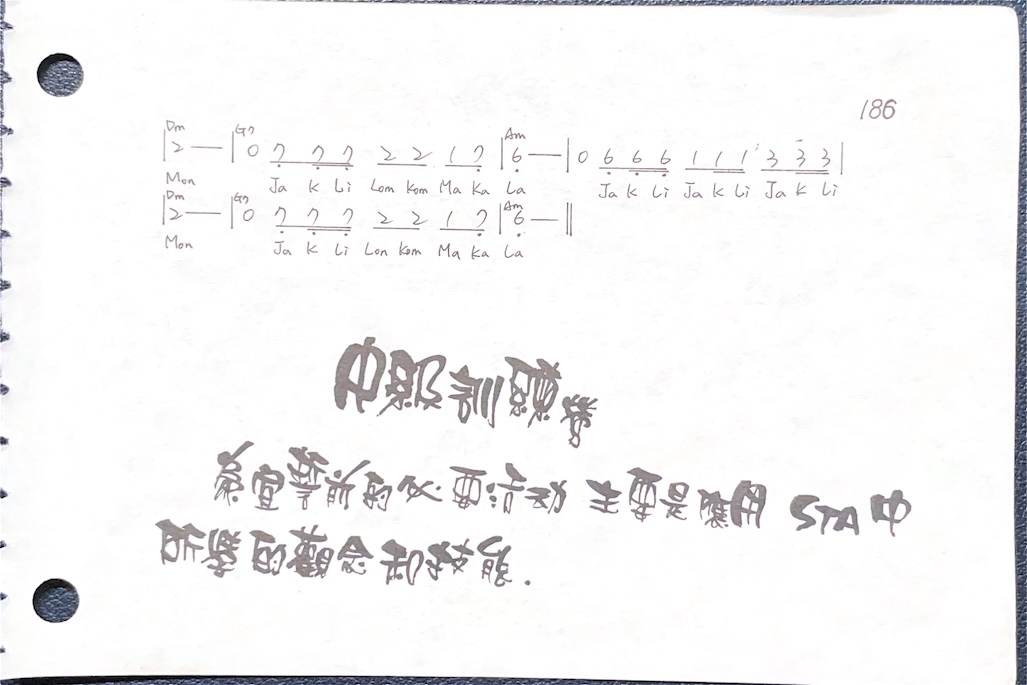 186
Dm G7 Am
|2 — |0 7 7 7 2 2 1 7 |6 — |0 6 6 6 1 1 1 3 3 3|
Mon Ja K Li Lom Kom Ma Ka La Ja K Li Ja K Li Ja K Li
Dm G7 Am
|2 — |0 7 7 7 2 2 1 7 |6 — ||
Mon Ja K Li Lon Kom Ma Ka La
中級訓練營
為宣誓前的必要活動 主要是應用 STA中
所學的觀念和技能.